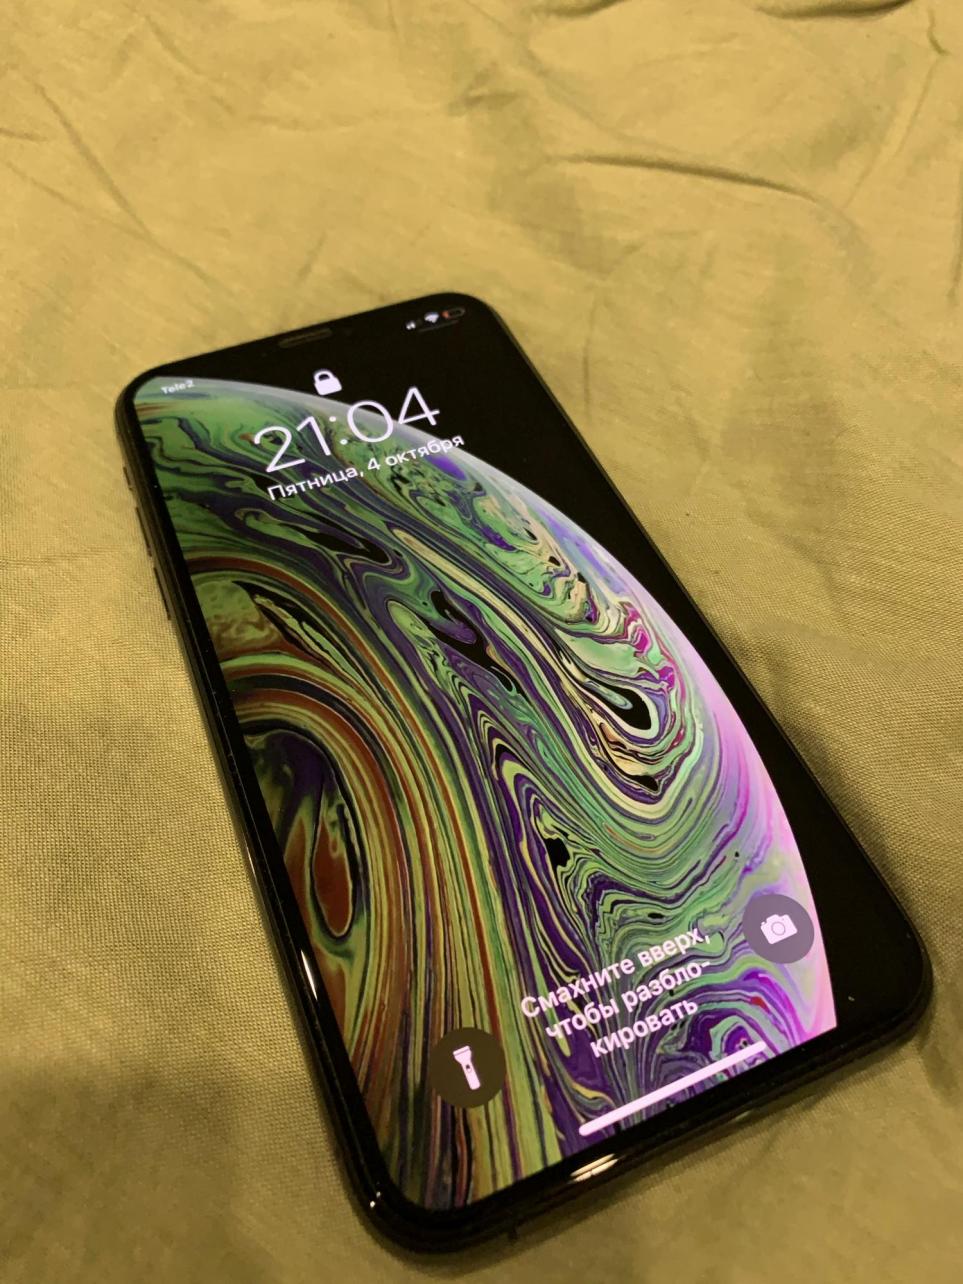 Tele2
21:04
Пятница, 4 октября
Смахните вверх,
чтобы разбло-
кировать